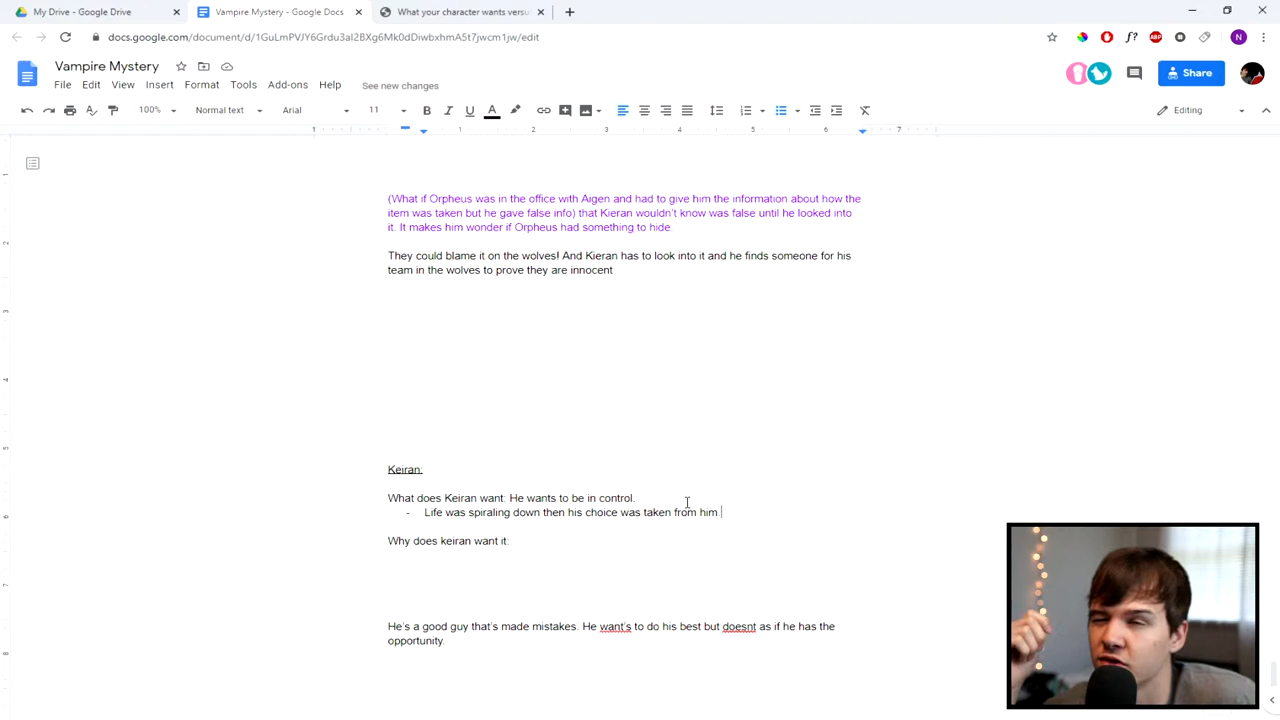 My Drive - Google Drive
Vampire Mystery - Google Docs
What your character wants versu
docs.google.com/document/d/1GuLmPVJY6Grdu3aI2BXg6Mk0dDiwbxhmA5t7jwcm1jw/edit
Vampire Mystery
File Edit View Insert Format Tools Add-ons Help See new changes
Share
100% Normal text Arial 11 Editing
(What if Orpheus was in the office with Aigen and had to give him the information about how the
item was taken but he gave false info) that Kieran wouldn't know was false until he looked into
it. It makes him wonder if Orpheus had something to hide.
They could blame it on the wolves! And Kieran has to look into it and he finds someone for his
team in the wolves to prove they are innocent
Keiran:
What does Keiran want: He wants to be in control.
- Life was spiraling down then his choice was taken from him.
Why does keiran want it:
He's a good guy that's made mistakes. He want's to do his best but doesnt as if he has the
opportunity.